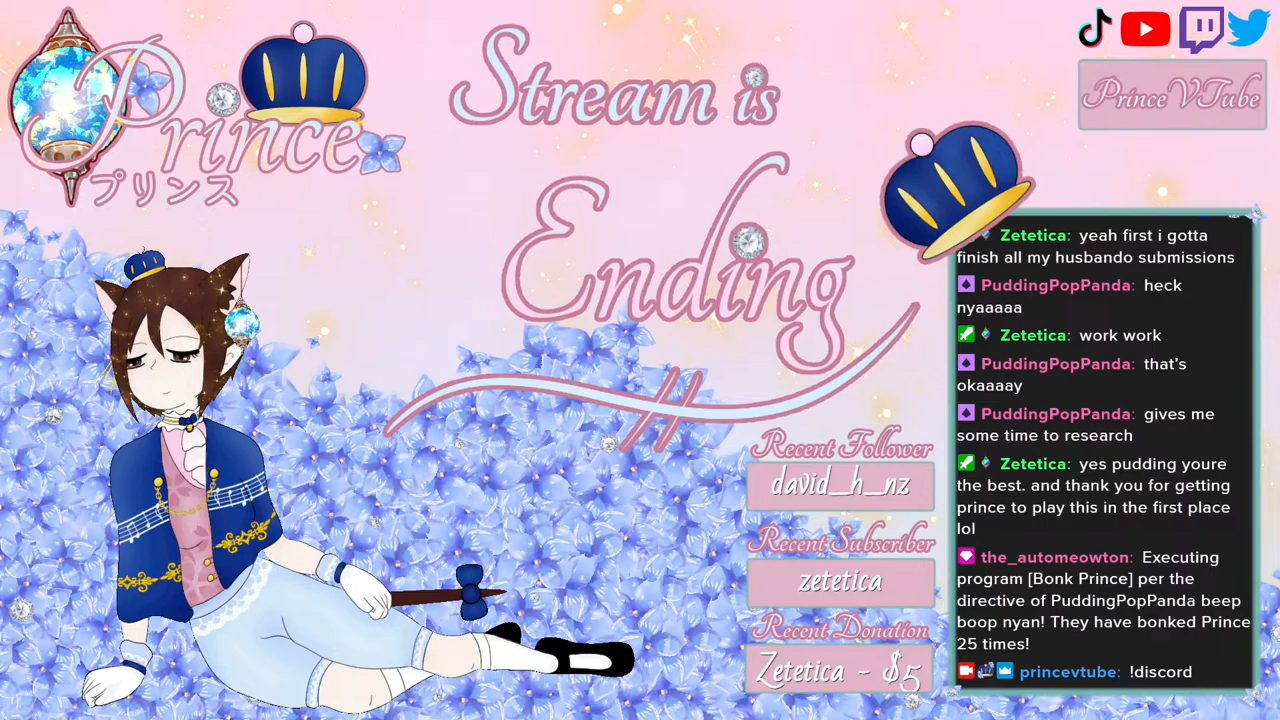 Prince
プリンス
Stream is
Ending
PrinceVTube
Recent Follower
david_h_nz
Recent Subscriber
zetetica
Recent Donation
Zetetica - $5
Zetetica: yeah first i gotta
finish all my husbando submissions
PuddingPopPanda: heck
nyaaaaa
Zetetica: work work
PuddingPopPanda: that's
okaaaay
PuddingPopPanda: gives me
some time to research
Zetetica: yes pudding youre
the best. and thank you for getting
prince to play this in the first place
lol
the_automeowton: Executing
program [Bonk Prince] per the
directive of PuddingPopPanda beep
boop nyan! They have bonked Prince
25 times!
princevtube: !discord